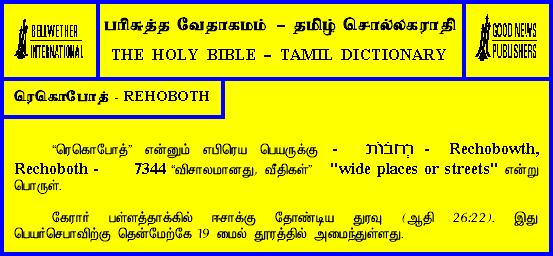 BELLWETHER
INTERNATIONAL
பரிசுத்த வேதாகமம் – தமிழ் சொல்லகராதி
THE HOLY BIBLE – TAMIL DICTIONARY
GOOD NEWS
PUBLISHERS
ரெகொபோத் - REHOBOTH
“ரெகொபோத்” என்னும் எபிரெய பெயருக்கு - רחבות - Rechobowth,
Rechoboth - 7344 “விசாலமானது, வீதிகள்” "wide places or streets" என்று
பொருள்.
கேரார் பள்ளத்தாக்கில் ஈசாக்கு தோண்டிய துரவு (ஆதி 26:22). இது
பெயர்செபாவிற்கு தென்மேற்கே 19 மைல் தூரத்தில் அமைந்துள்ளது.